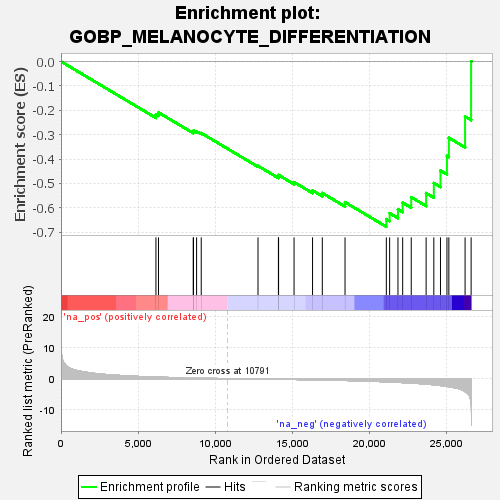 Enrichment plot:
GOBP_MELANOCYTE_DIFFERENTIATION
Enrichment score (ES)
0.0
-0.1
-0.2
-0.3
-0.4
-0.5
-0.6
-0.7
'na_pos' (positively correlated)
Ranked list metric (PreRanked)
20
10
0
-10
Zero cross at 10791
'na_neg' (negatively correlated)
0
5,000
10,000
15,000
20,000
25,000
Rank in Ordered Dataset
Enrichment profile
Hits
Ranking metric scores